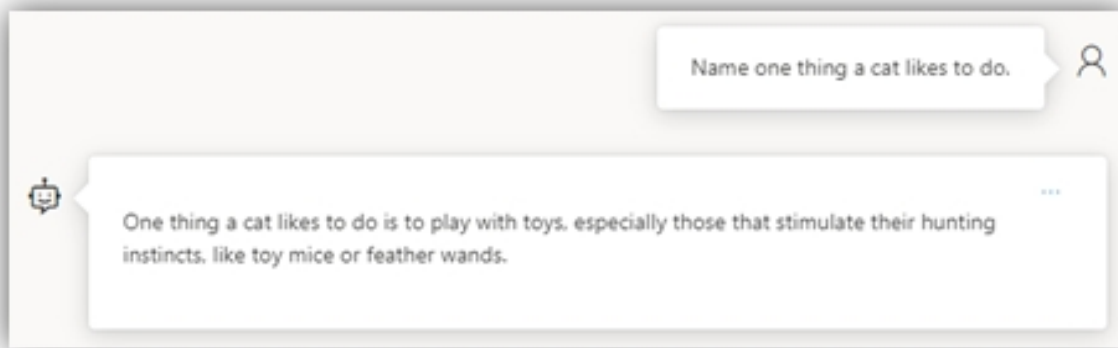 Name one thing a cat likes to do.
One thing a cat likes to do is to play with toys, especially those that stimulate their hunting
instincts, like toy mice or feather wands.